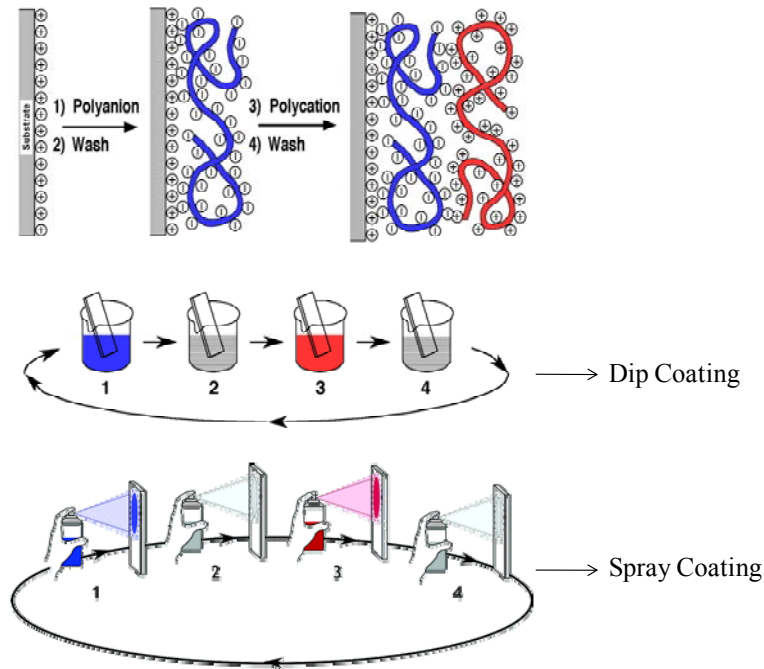 Substrate
1) Polyanion
2) Wash
3) Polycation
4) Wash
1
2
3
4
Dip Coating
1
2
3
4
Spray Coating